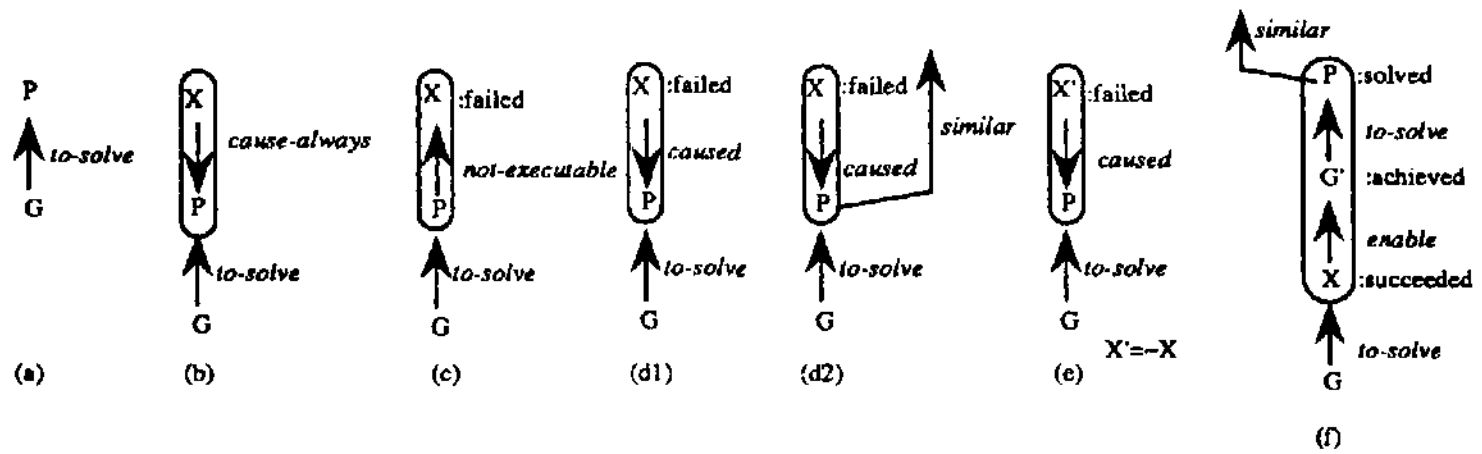 P
to-solve
G
(a)
X
cause-always
P
to-solve
G
(b)
X :failed
not-executable
P
to-solve
G
(c)
X :failed
caused
P
to-solve
G
(d1)
X :failed
similar
caused
P
to-solve
G
(d2)
X' :failed
caused
P
to-solve
G
X'=-X
(e)
similar
P :solved
to-solve
G' :achieved
enable
X :succeeded
to-solve
G
(f)